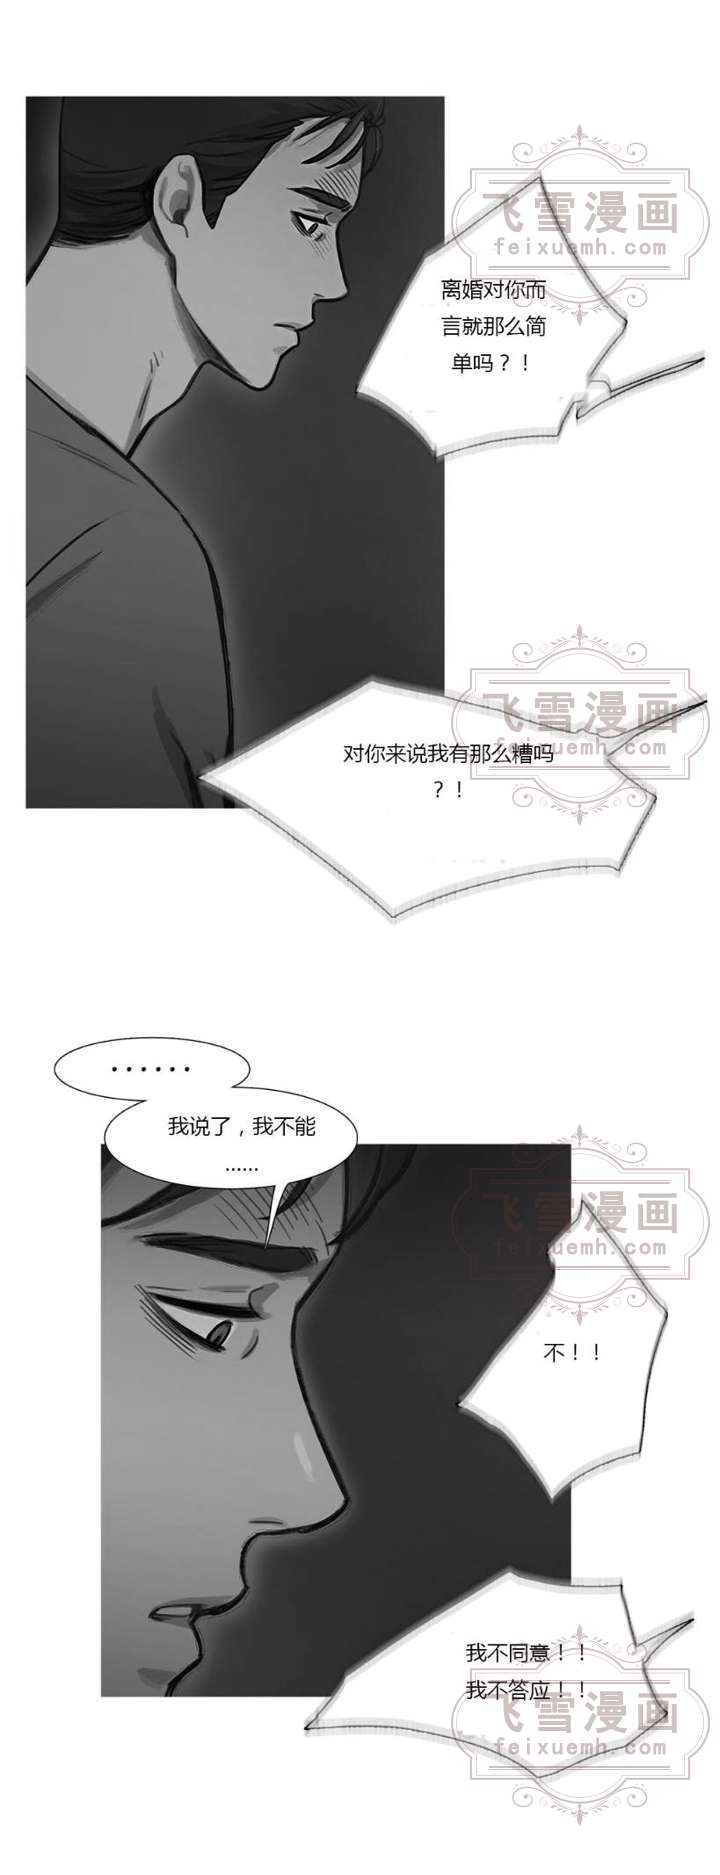 飞雪漫画
feixuemh.com
离婚对你而
言就那么简
单吗？！
飞雪漫画
feixuemh.com
对你来说我有那么糟吗
？！
......
我说了，我不能
......
飞雪漫画
feixuemh.com
不！！
我不同意！！
我不答应！！
飞雪漫画
feixuemh.com